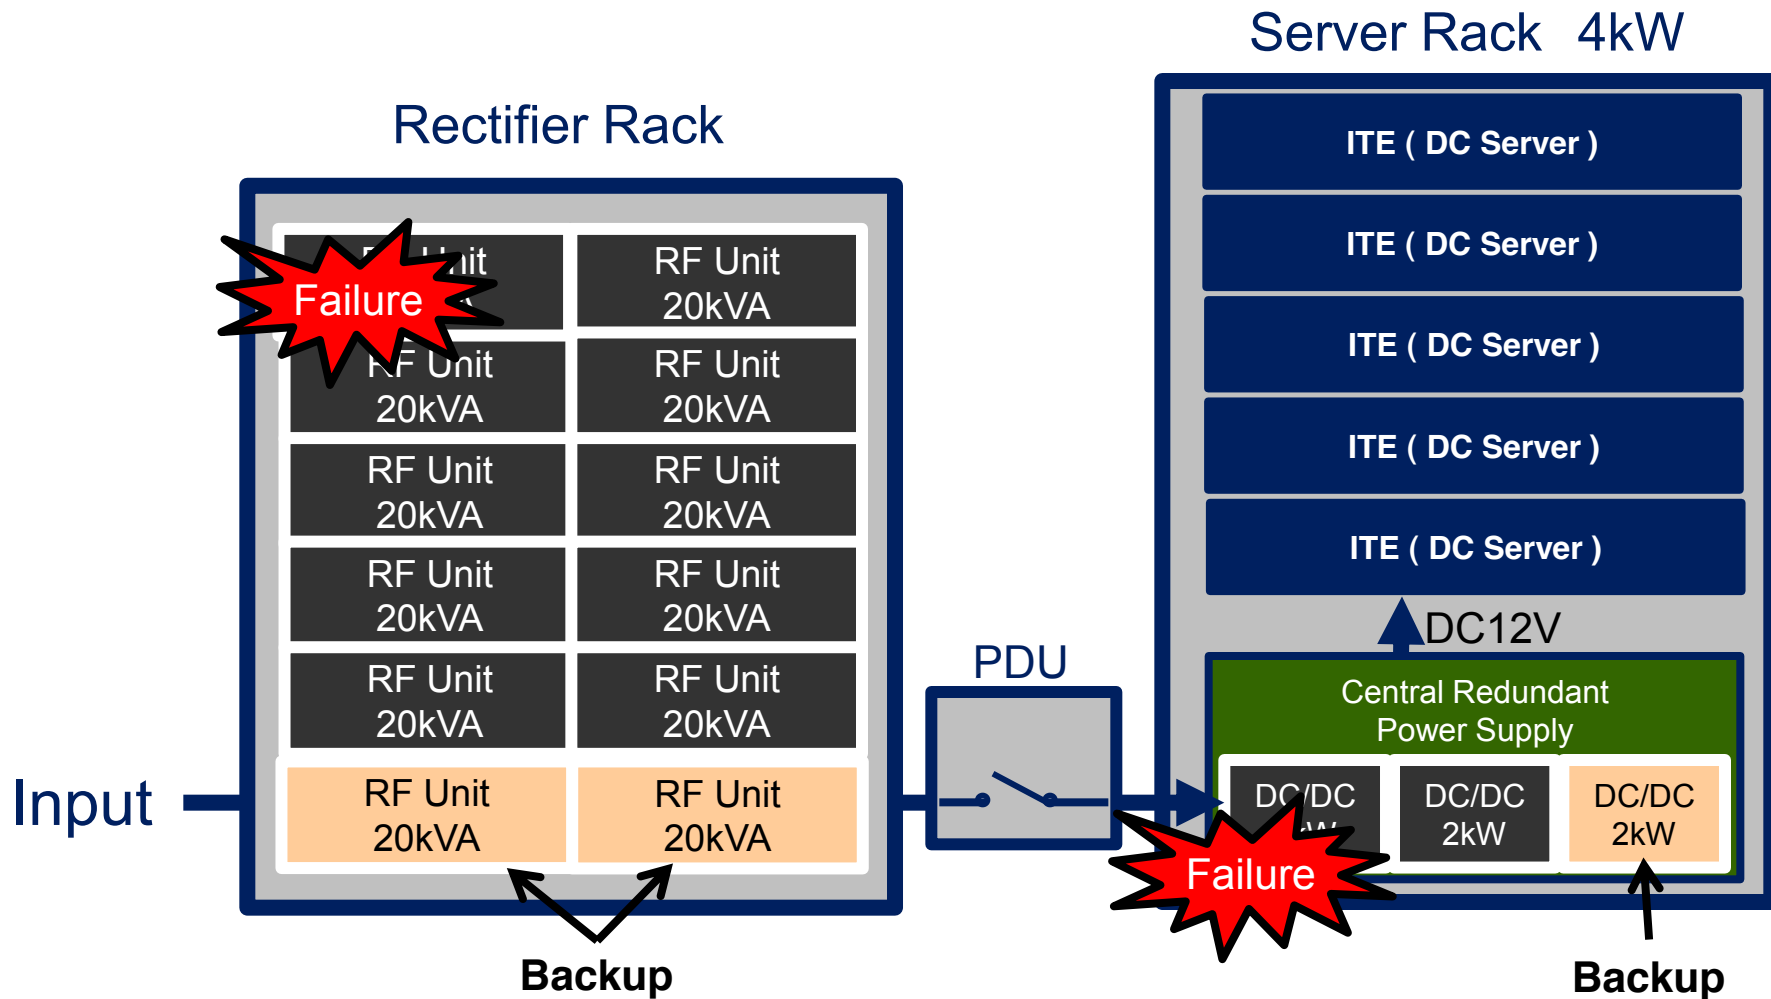 Server Rack 4kW
Rectifier Rack
ITE ( DC Server )
ITE ( DC Server )
ITE ( DC Server )
ITE ( DC Server )
ITE ( DC Server )
DC12V
Central Redundant
Power Supply
DC/DC
DC/DC
2kW
DC/DC
2kW
Failure
Backup
PDU
Failure
RF Unit
20kVA
RF Unit
20kVA
RF Unit
20kVA
RF Unit
20kVA
RF Unit
20kVA
RF Unit
20kVA
RF Unit
20kVA
RF Unit
20kVA
RF Unit
20kVA
RF Unit
20kVA
RF Unit
20kVA
Input
Backup